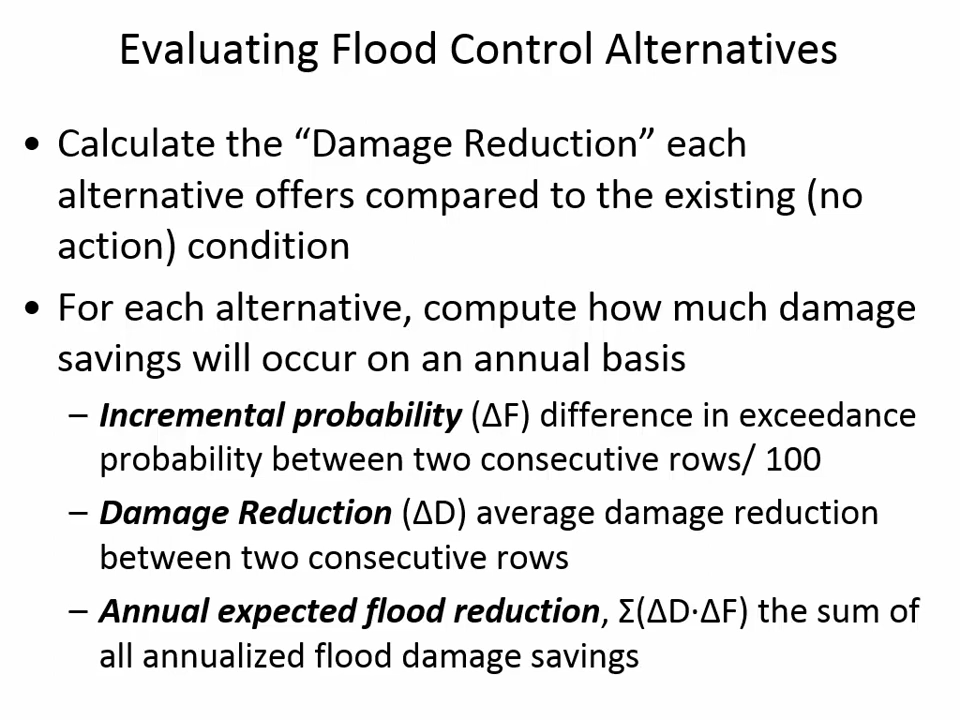 Evaluating Flood Control Alternatives
• Calculate the “Damage Reduction” each
alternative offers compared to the existing (no
action) condition
• For each alternative, compute how much damage
savings will occur on an annual basis
– Incremental probability (ΔF) difference in exceedance
probability between two consecutive rows/ 100
– Damage Reduction (ΔD) average damage reduction
between two consecutive rows
– Annual expected flood reduction, Σ(ΔD·ΔF) the sum of
all annualized flood damage savings